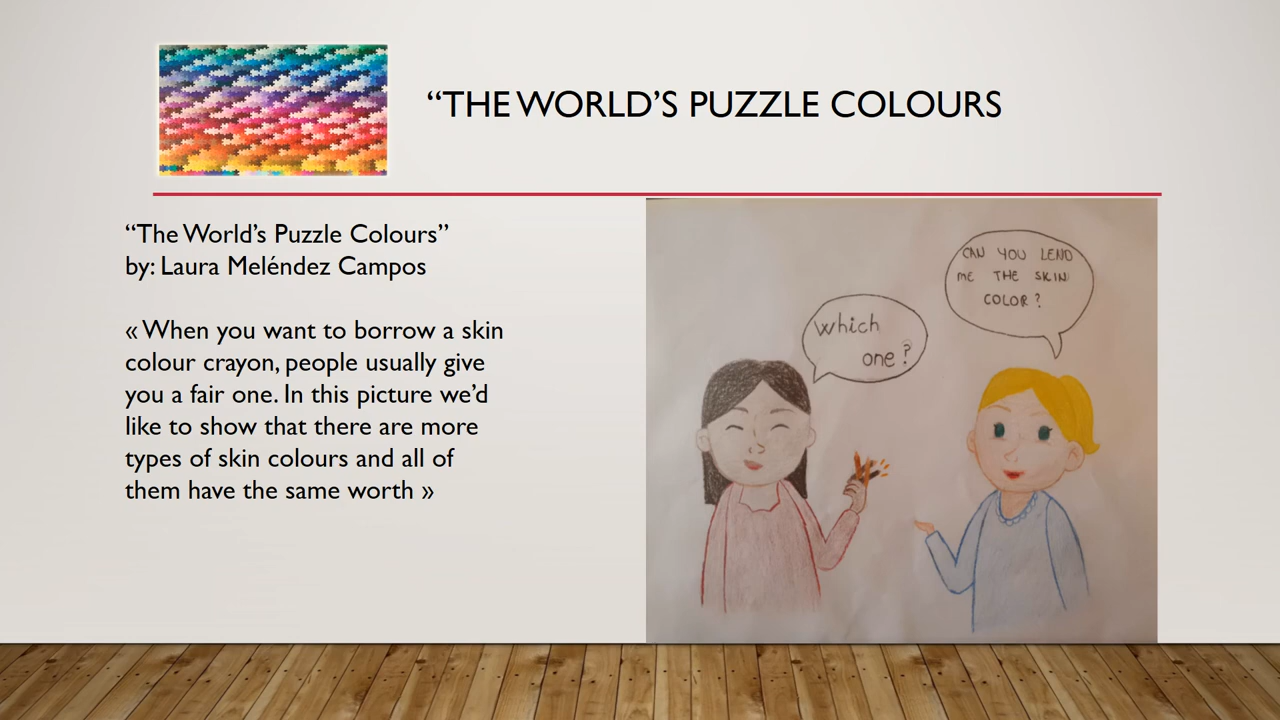 “THE WORLD’S PUZZLE COLOURS
“The World’s Puzzle Colours”
by: Laura Meléndez Campos
« When you want to borrow a skin
colour crayon, people usually give
you a fair one. In this picture we’d
like to show that there are more
types of skin colours and all of
them have the same worth »
Which
one?
CAN YOU LEND
ME THE SKIN
COLOR?